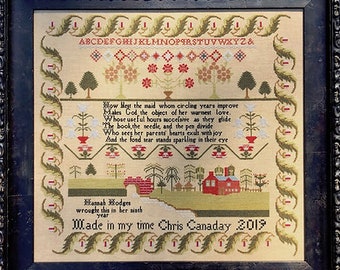 ABCDEFGHIJKLMNOPQRSTUVWXYZ&
How blest the maid whom circling years improve
Males God the object of her warmest love.
Whose useful hours succesive as they glide
The book, the needle, and the pen divide
Who sees her parents' hearts exult with joy
And the fond tear stands sparkling in their eye
Hannah Hodges
wrought this in her ninth
year
Made in my time Chris Canaday 2019